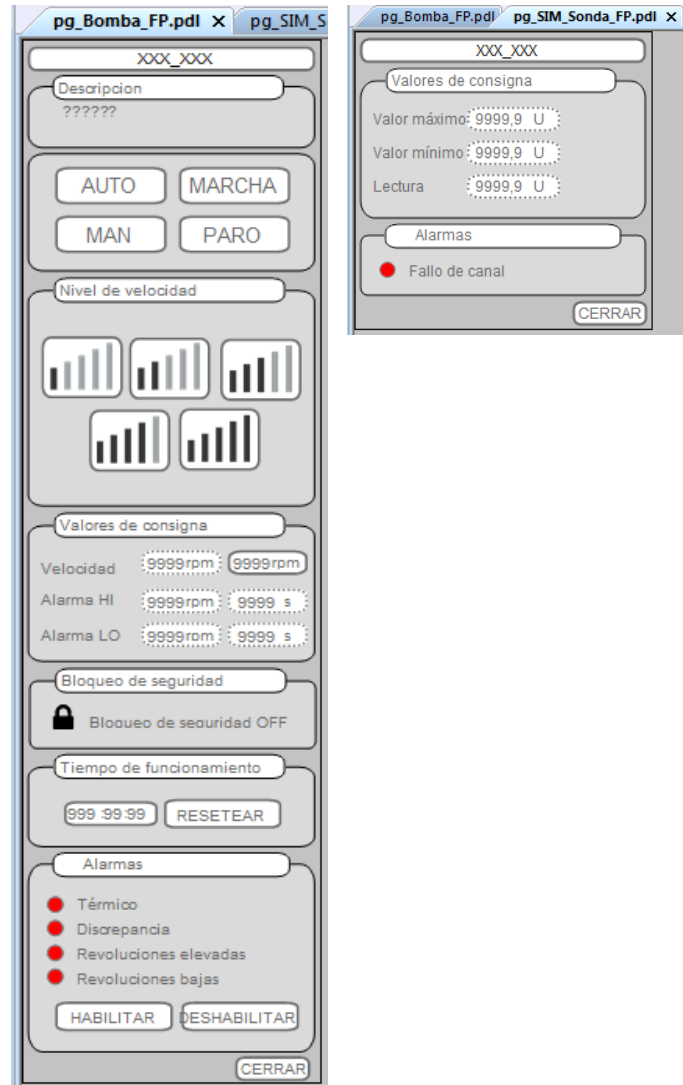 pg_Bomba_FP.pdl X pg_SIM_S
XXX_XXX
Descripcion
??????
AUTO MARCHA
MAN PARO
Nivel de velocidad
Valores de consigna
Velocidad 9999rpm 9999rpm
Alarma HI 9999rpm 9999 s
Alarma LO 9999rpm 9999 s
Bloqueo de seguridad
Bloqueo de seguridad OFF
Tiempo de funcionamiento
999:99:99 RESETEAR
Alarmas
Térmico
Discrepancia
Revoluciones elevadas
Revoluciones bajas
HABILITAR DESHABILITAR
CERRAR
pg_Bomba_FP.pdl pg_SIM_Sonda_FP.pdl X
XXX_XXX
Valores de consigna
Valor máximo 9999,9 U
Valor mínimo 9999,9 U
Lectura 9999,9 U
Alarmas
Fallo de canal
CERRAR